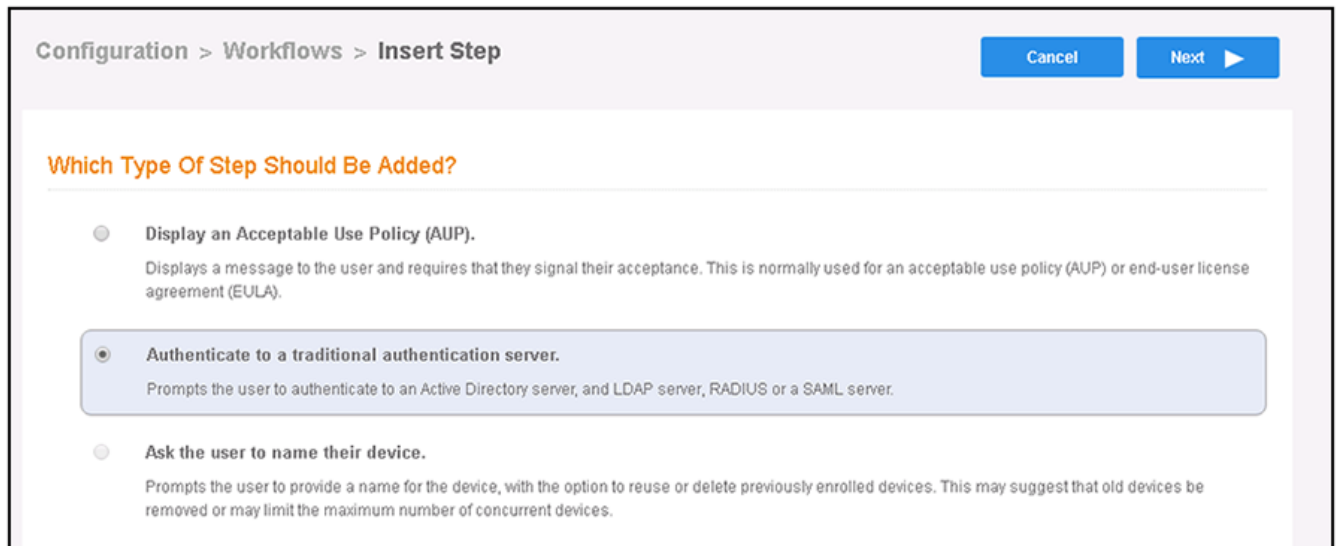 Configuration > Workflows > Insert Step
Cancel
Next
Which Type Of Step Should Be Added?
Display an Acceptable Use Policy (AUP).
Displays a message to the user and requires that they signal their acceptance. This is normally used for an acceptable use policy (AUP) or end-user license
agreement (EULA).
Authenticate to a traditional authentication server.
Prompts the user to authenticate to an Active Directory server, and LDAP server, RADIUS or a SAML server.
Ask the user to name their device.
Prompts the user to provide a name for the device, with the option to reuse or delete previously enrolled devices. This may suggest that old devices be
removed or may limit the maximum number of concurrent devices.